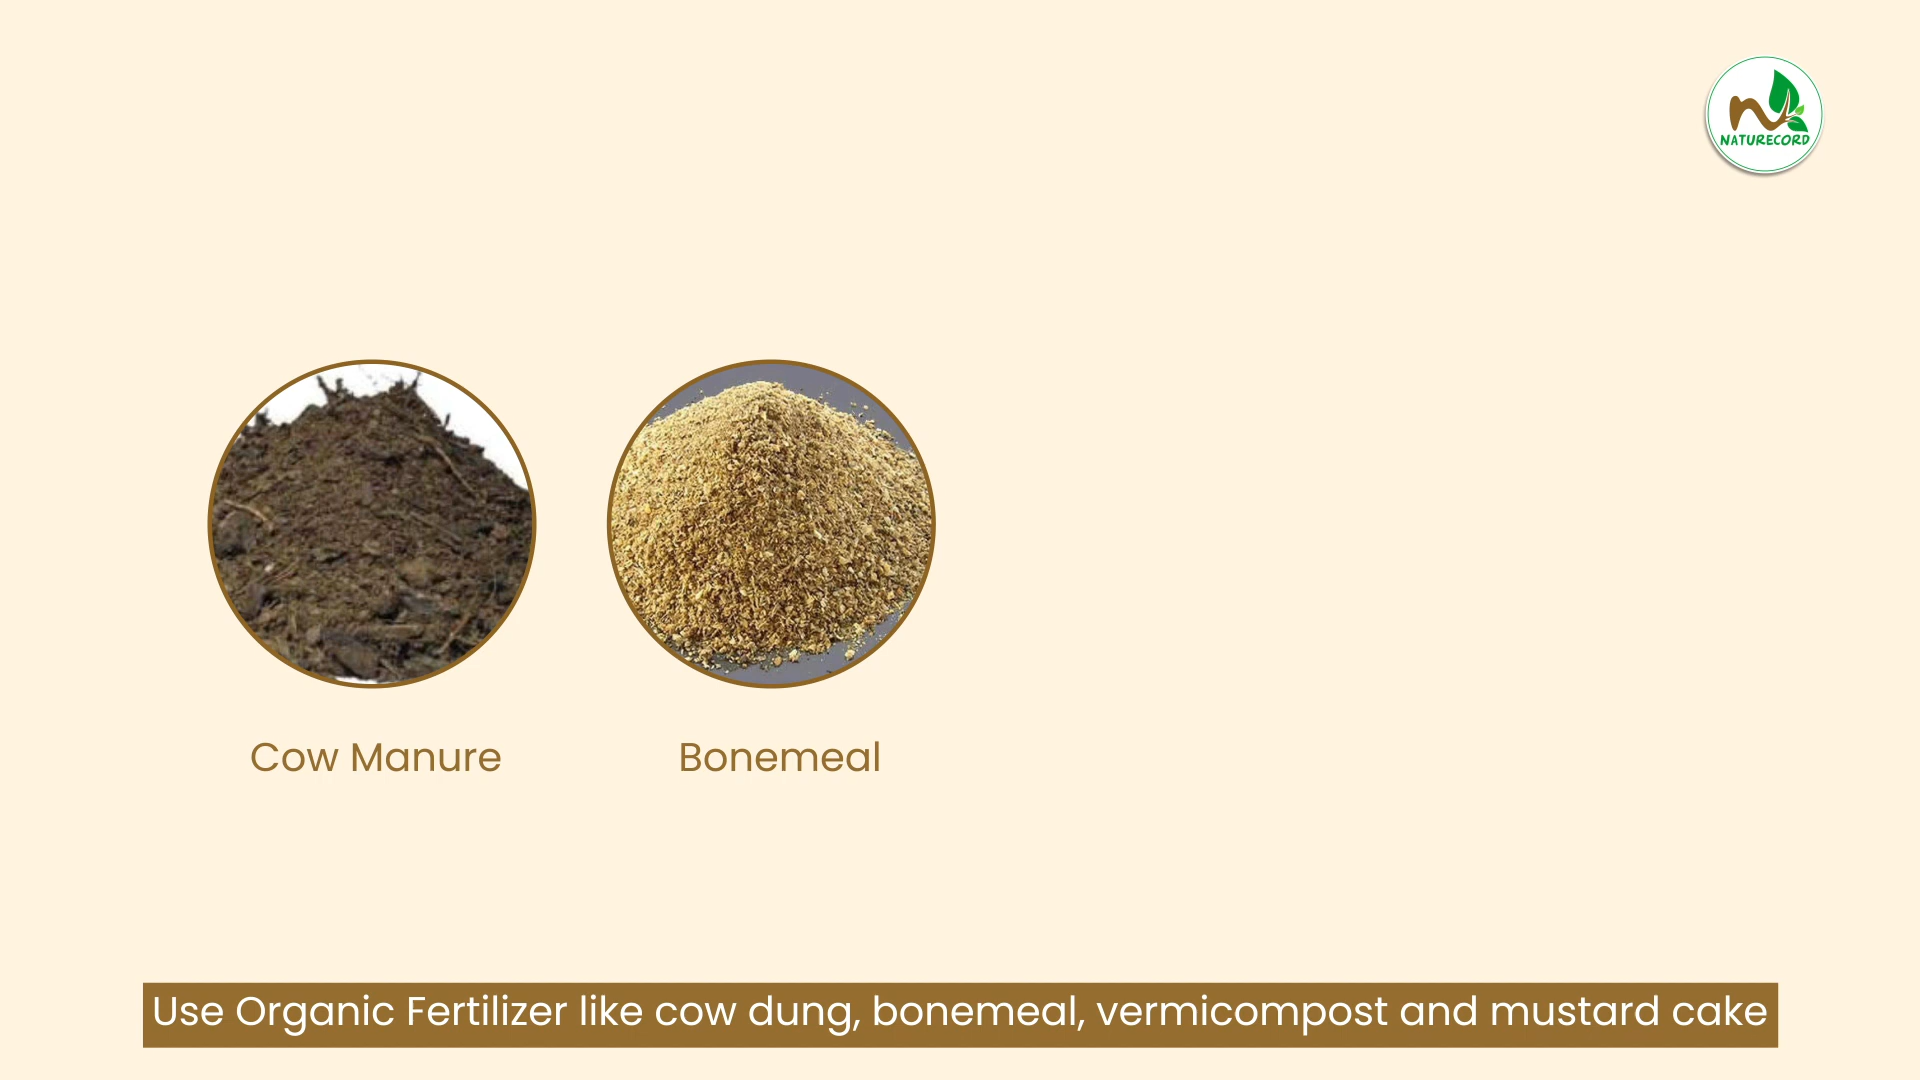 NATURECORD
Cow Manure
Bonemeal
Use Organic Fertilizer like cow dung, bonemeal, vermicompost and mustard cake